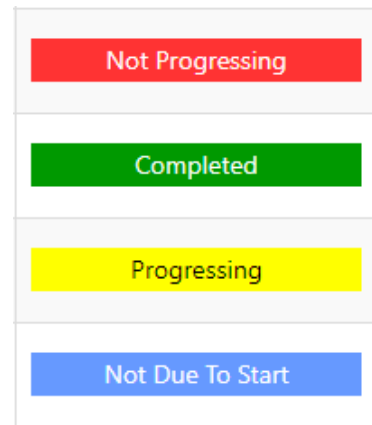 Not Progressing
Completed
Progressing
Not Due To Start